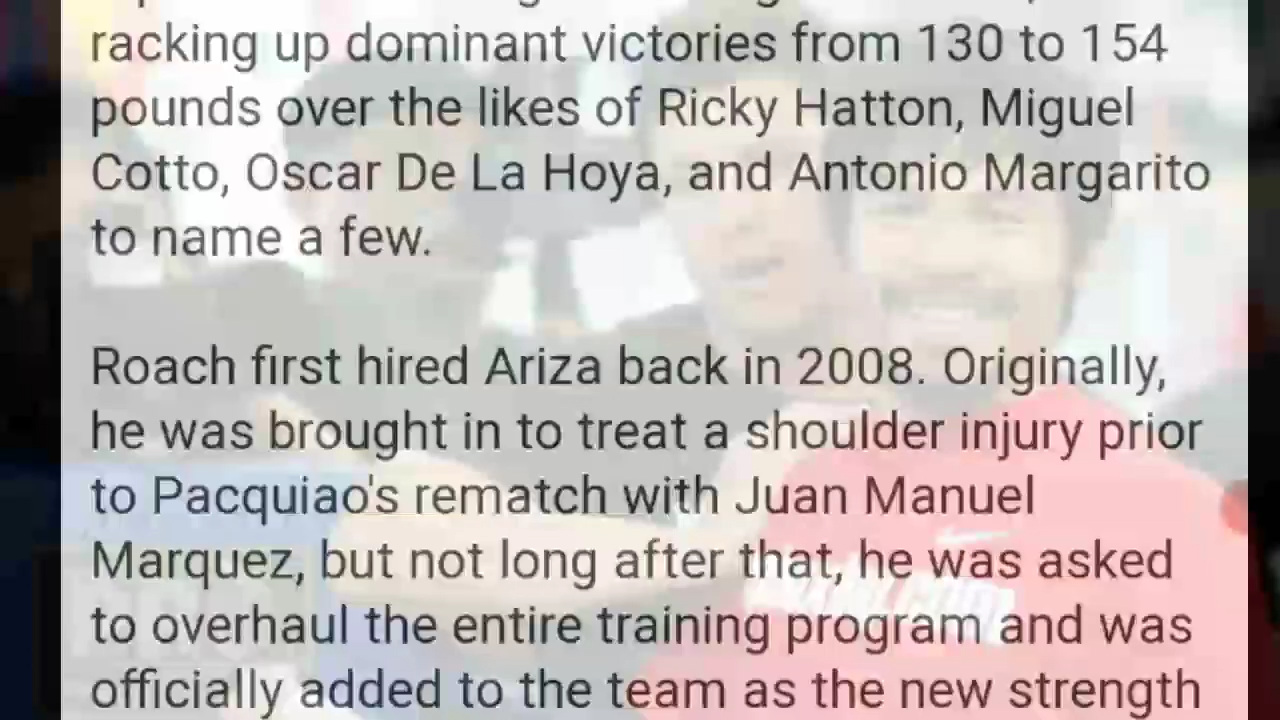 racking up dominant victories from 130 to 154
pounds over the likes of Ricky Hatton, Miguel
Cotto, Oscar De La Hoya, and Antonio Margarito
to name a few.
Roach first hired Ariza back in 2008. Originally,
he was brought in to treat a shoulder injury prior
to Pacquiao's rematch with Juan Manuel
Marquez, but not long after that, he was asked
to overhaul the entire training program and was
officially added to the team as the new strength